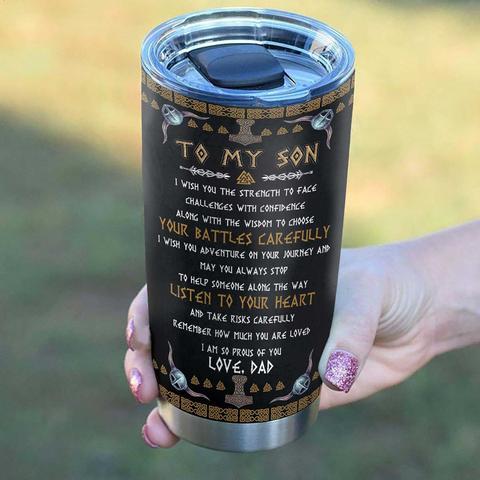 TO MY SON
I WISH YOU THE STRENGTH TO FACE
CHALLENGES WITH CONFIDENCE
ALONG WITH THE WISDOM TO CHOOSE
YOUR BATTLES CAREFULLY
I WISH YOU ADVENTURE ON YOUR JOURNEY AND
MAY YOU ALWAYS STOP
TO HELP SOMEONE ALONG THE WAY
LISTEN TO YOUR HEART
AND TAKE RISKS CAREFULLY
REMEMBER HOW MUCH YOU ARE LOVED
I AM SO PROUS OF YOU
LOVE, DAD